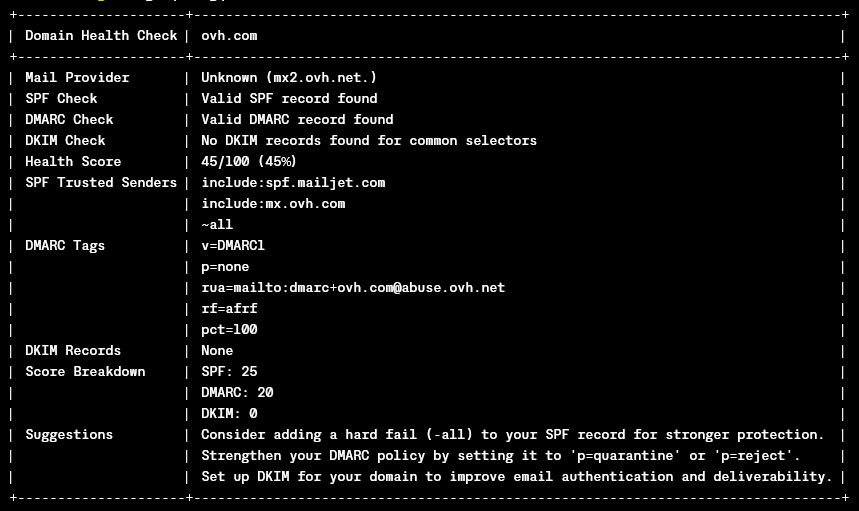 +---------------------+---------------------------------------------------------------------------------+
| Domain Health Check | ovh.com |
+---------------------+---------------------------------------------------------------------------------+
| Mail Provider | Unknown (mx2.ovh.net.) |
| SPF Check | Valid SPF record found |
| DMARC Check | Valid DMARC record found |
| DKIM Check | No DKIM records found for common selectors |
| Health Score | 45/100 (45%) |
| SPF Trusted Senders | include:spf.mailjet.com |
| | include:mx.ovh.com |
| | ~all |
| DMARC Tags | v=DMARC1 |
| | p=none |
| | rua=mailto:dmarc+ovh.com@abuse.ovh.net |
| | rf=afrf |
| | pct=100 |
| DKIM Records | None |
| Score Breakdown | SPF: 25 |
| | DMARC: 20 |
| | DKIM: 0 |
| Suggestions | Consider adding a hard fail (-all) to your SPF record for stronger protection. |
| | Strengthen your DMARC policy by setting it to 'p=quarantine' or 'p=reject'. |
| | Set up DKIM for your domain to improve email authentication and deliverability. |
+---------------------+---------------------------------------------------------------------------------+